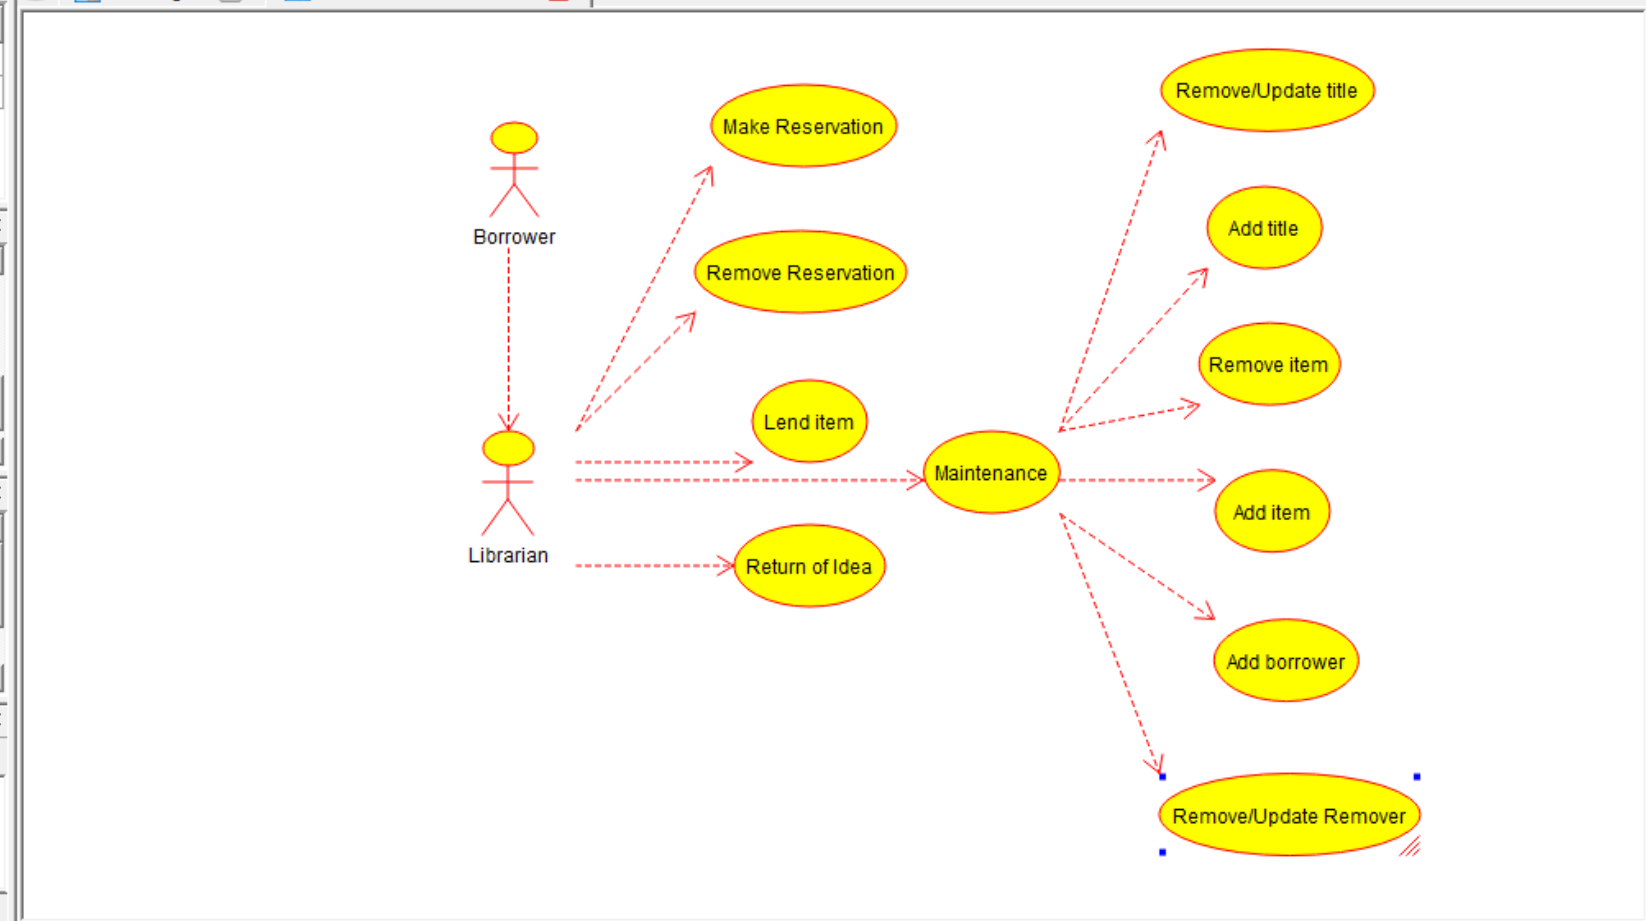 Remove/Update title
Make Reservation
Borrower
Add title
Remove Reservation
Remove item
Lend item
Maintenance
Add item
Librarian
Return of Idea
Add borrower
Remove/Update Remover